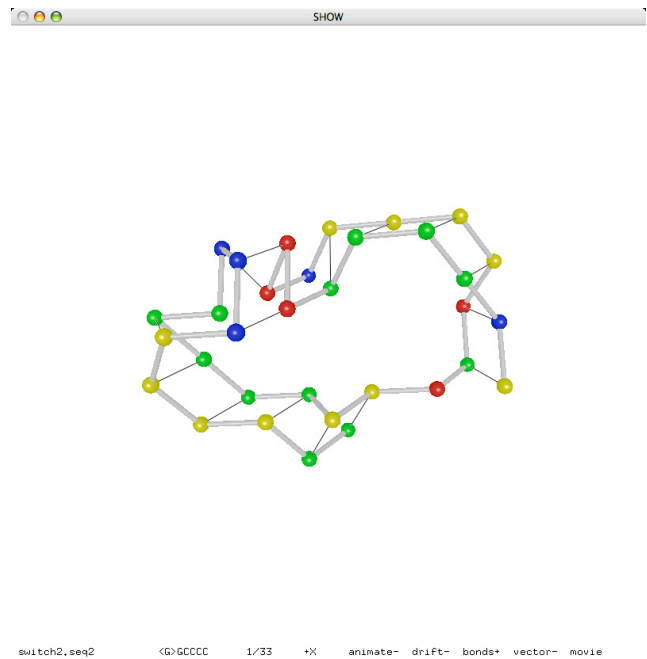 SHOW
switch2.seq2 <G>GCCCC 1/33 +X animate- drift- bonds+ vector- movie